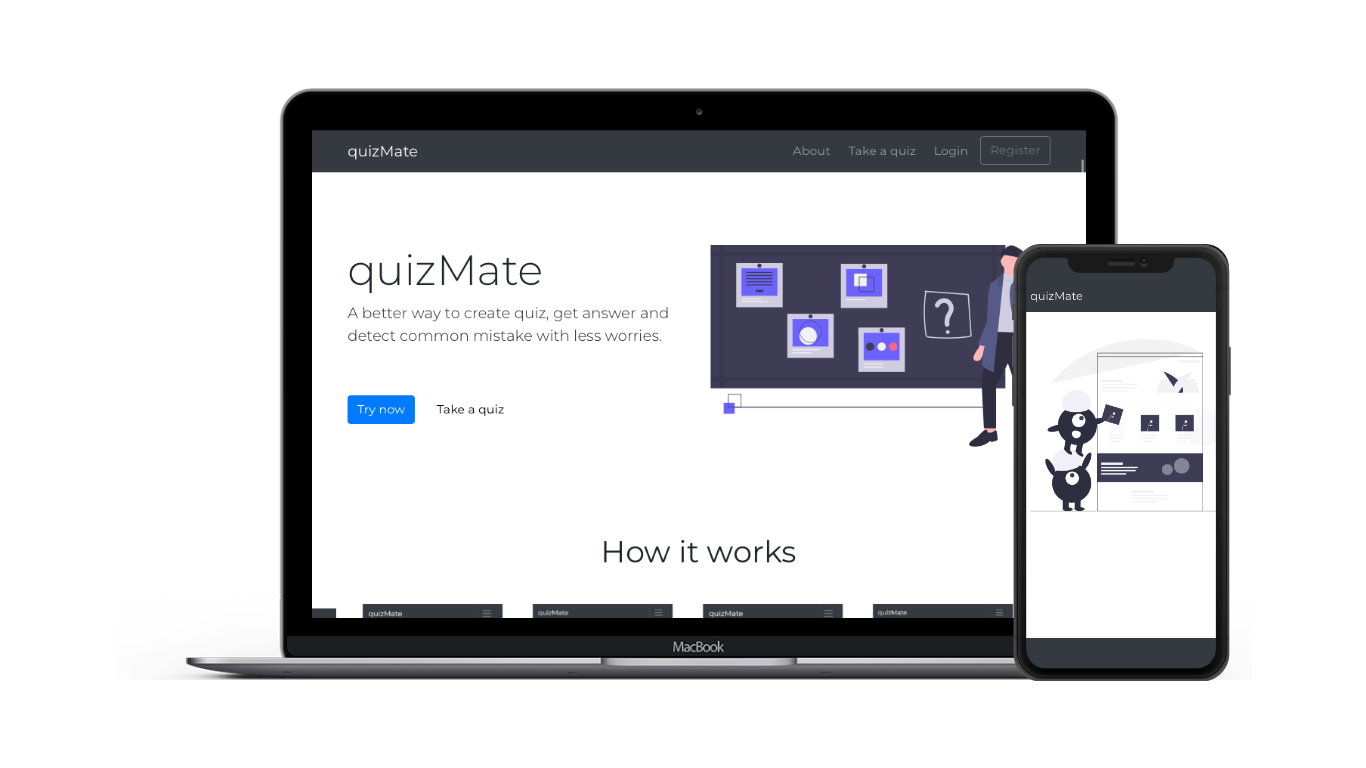 quizMate
About
Take a quiz
Login
Register
quizMate
A better way to create quiz, get answer and
detect common mistake with less worries.
Try now
Take a quiz
?
How it works
quizMate
quizMate
quizMate
quizMate
MacBook
quizMate